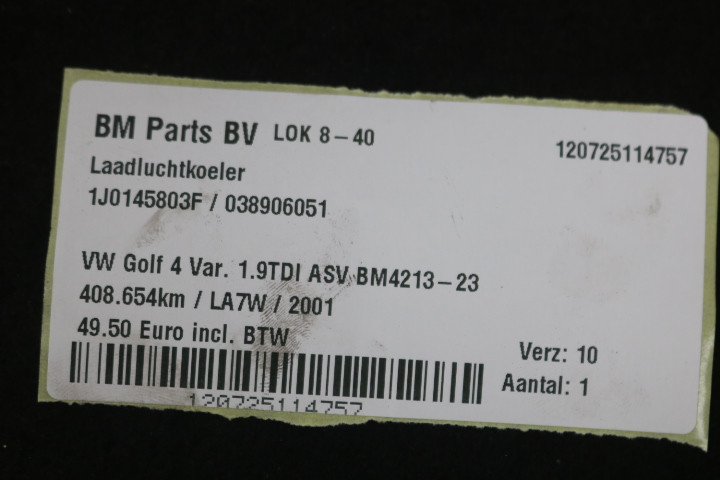 BM Parts BV LOK 8-40
120725114757
Laadluchtkoeler
1J0145803F / 038906051
VW Golf 4 Var. 1.9TDI ASV BM4213-23
408.654km / LA7W / 2001
49.50 Euro incl. BTW
Verz: 10
Aantal: 1
120725114757